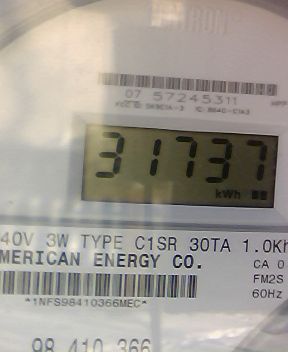 07 57245311
31737
kWh
40V 3W TYPE C1SR 30TA 1.0Kh
MERICAN ENERGY CO.
CA 0
FM2S
60Hz
*1NFS98410366MEC*
98 410 366